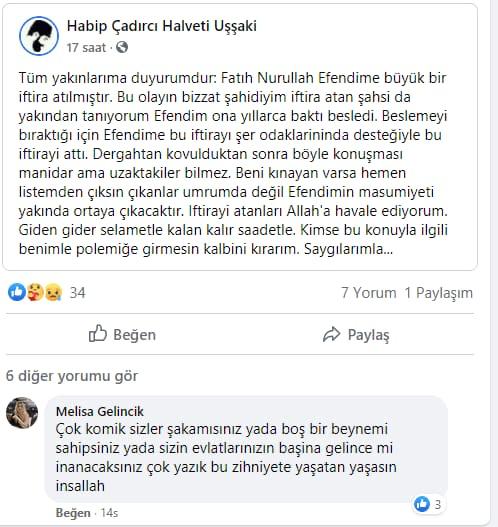 Habip Çadırcı Halveti Uşşaki
17 saat ·
Tüm yakınlarıma duyurumdur: Fatıh Nurullah Efendime büyük bir
iftira atılmıştır. Bu olayın bizzat şahidiyim iftira atan şahsi da
yakından tanıyorum Efendim ona yıllarca baktı besledi. Beslemeyi
bıraktığı için Efendime bu iftirayı şer odaklarininda desteğiyle bu
iftirayi attı. Dergahtan kovulduktan sonra böyle konuşması
manidar ama uzaktakiler bilmez. Beni kınayan varsa hemen
listemden çıksın çıkanlar umrumda değil Efendimin masumiyeti
yakında ortaya çıkacaktır. Iftirayi atanları Allah'a havale ediyorum.
Giden gider selametle kalan kalır saadetle. Kimse bu konuyla ilgili
benimle polemiğe girmesin kalbini kırarım. Saygılarımla...
34
7 Yorum 1 Paylaşım
Beğen
Paylaş
6 diğer yorumu gör
Melisa Gelincik
Çok komik sizler şakamısınız yada boş bir beynemi
sahipsiniz yada sizin evlatlarınızın başina gelince mi
inanacaksınız çok yazık bu zihniyete yaşatan yaşasın
insallah
3
Beğen · 14s